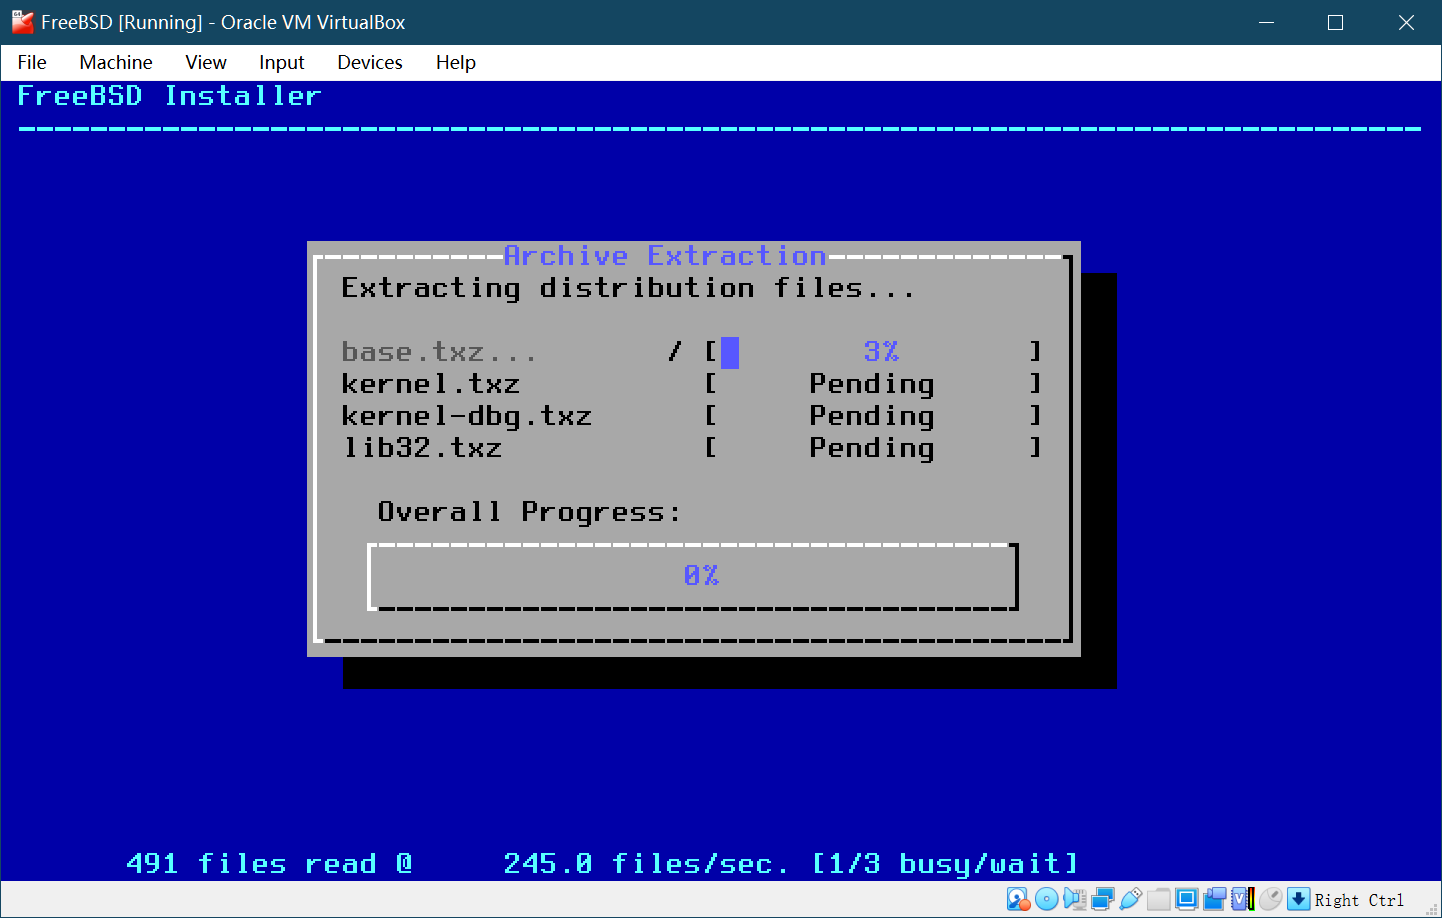 FreeBSD [Running] - Oracle VM VirtualBox
File Machine View Input Devices Help
FreeBSD Installer
Archive Extraction
Extracting distribution files...
base.txz... / [ 3% ]
kernel.txz [ Pending ]
kernel-dbg.txz [ Pending ]
lib32.txz [ Pending ]
Overall Progress:
0%
491 files read @ 245.0 files/sec. [1/3 busy/wait]
Right Ctrl